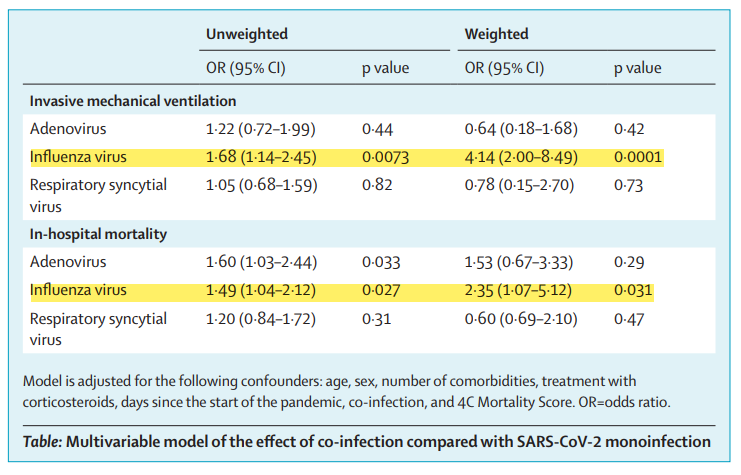 Unweighted Weighted
OR (95% CI) p value OR (95% CI) p value
Invasive mechanical ventilation
Adenovirus 1·22 (0·72–1·99) 0·44 0·64 (0·18–1·68) 0·42
Influenza virus 1·68 (1·14–2·45) 0·0073 4·14 (2·00–8·49) 0·0001
Respiratory syncytial 1·05 (0·68–1·59) 0·82 0·78 (0·15–2·70) 0·73
virus
In-hospital mortality
Adenovirus 1·60 (1·03–2·44) 0·033 1·53 (0·67–3·33) 0·29
Influenza virus 1·49 (1·04–2·12) 0·027 2·35 (1·07–5·12) 0·031
Respiratory syncytial 1·20 (0·84–1·72) 0·31 0·60 (0·69–2·10) 0·47
virus
Model is adjusted for the following confounders: age, sex, number of comorbidities, treatment with
corticosteroids, days since the start of the pandemic, co-infection, and 4C Mortality Score. OR=odds ratio.
Table: Multivariable model of the effect of co-infection compared with SARS-CoV-2 monoinfection